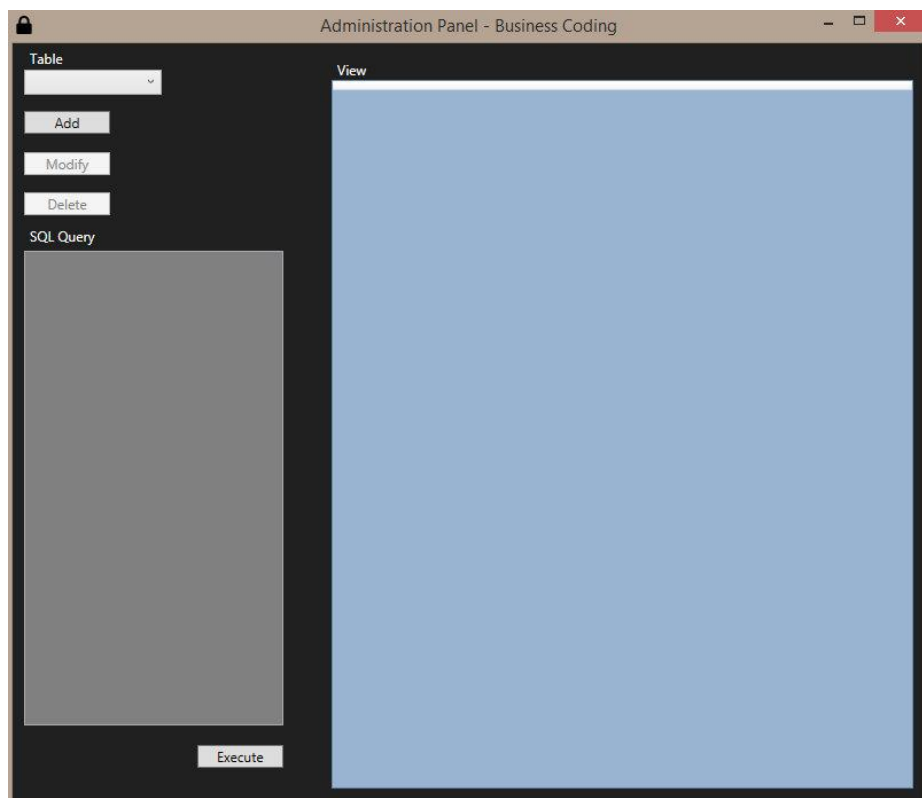 Administration Panel - Business Coding
Table
View
Add
Modify
Delete
SQL Query
Execute